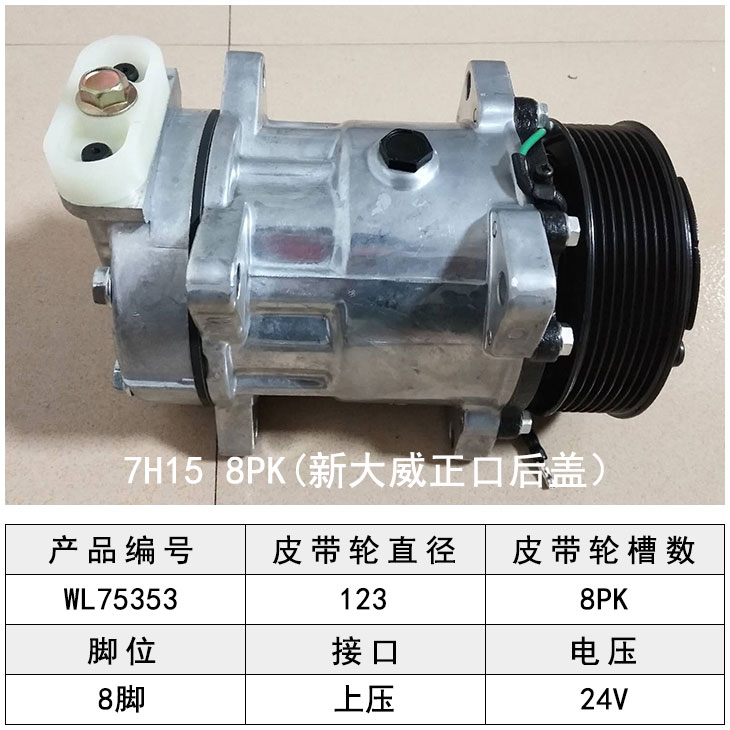 7H15 8PK(新大威正口后盖)
产品编号 皮带轮直径 皮带轮槽数
WL75353 123 8PK
脚位 接口 电压
8脚 上压 24V